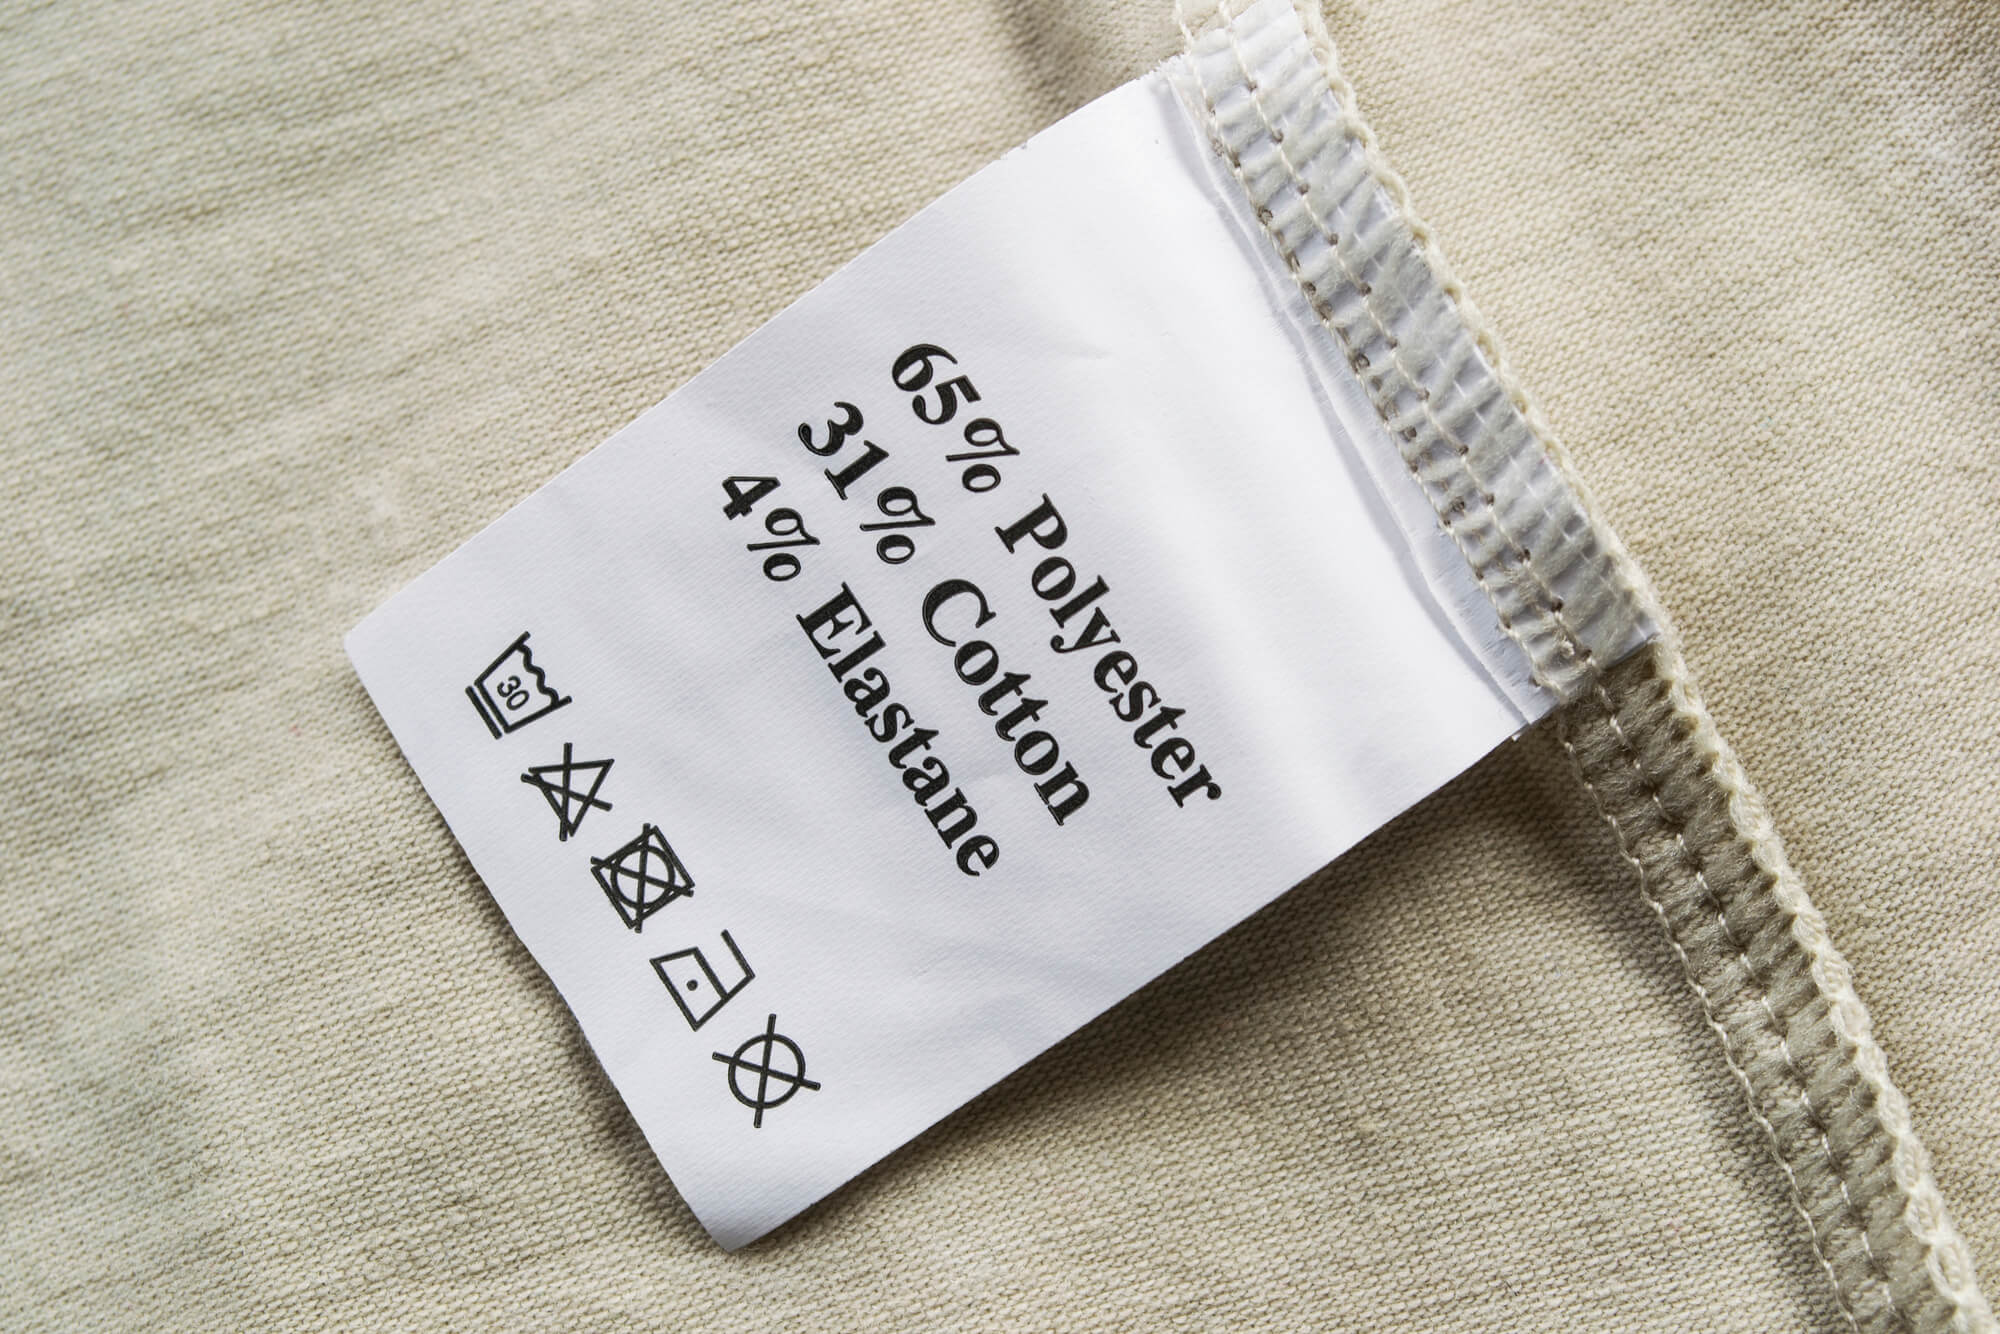 65% Polyester
31% Cotton
4% Elastane
30